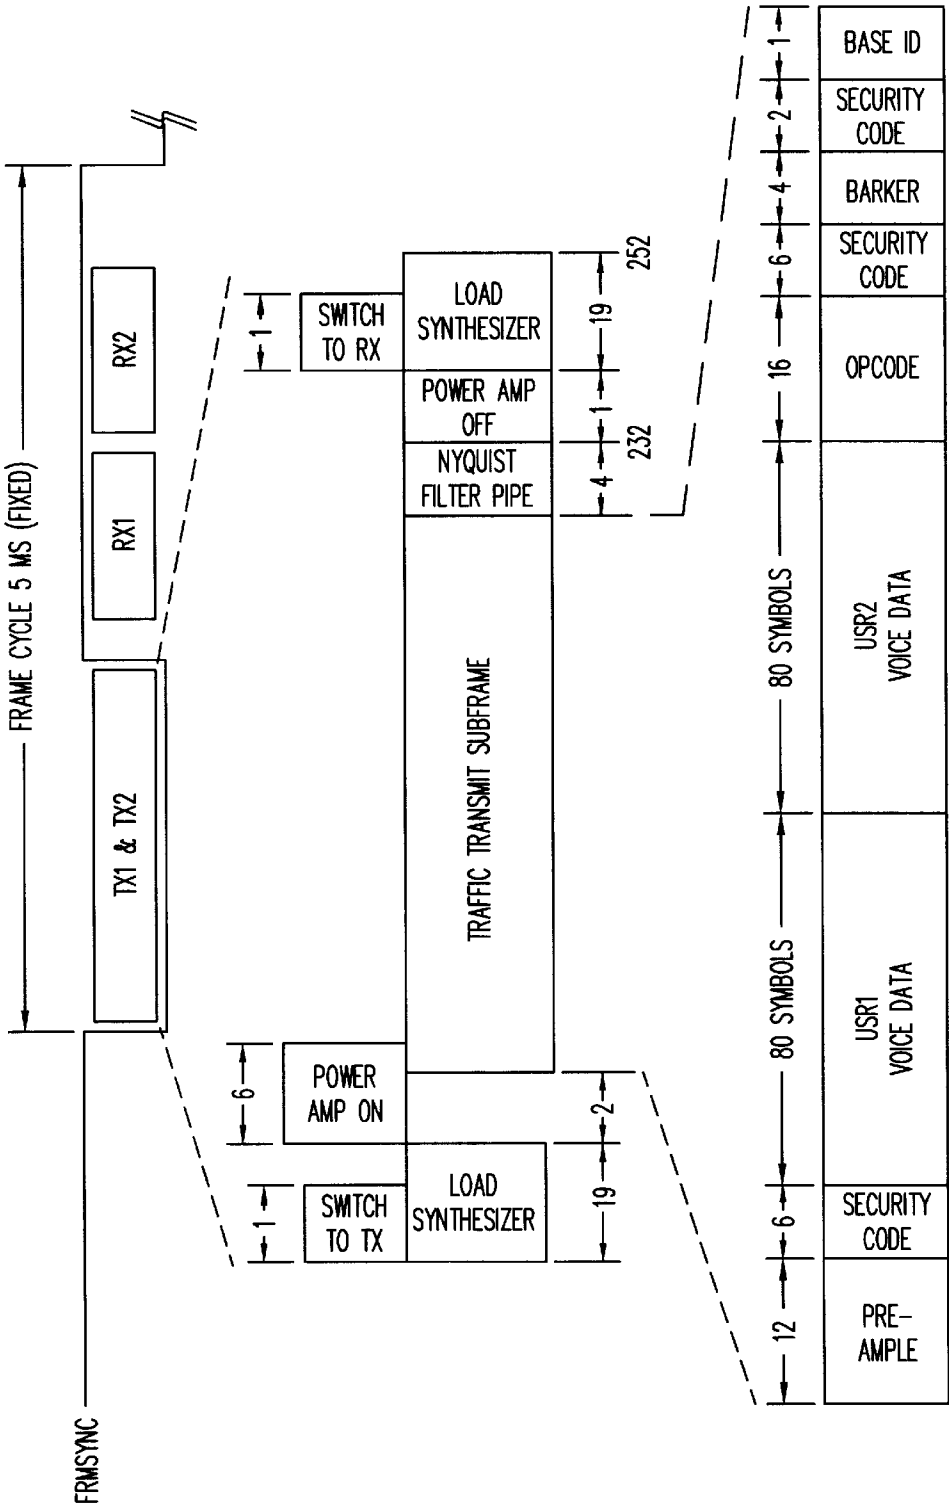 FRMSYNC
FRAME CYCLE 5 MS (FIXED)
TX1 & TX2
RX1
RX2
1
6
1
SWITCH
TO TX
POWER
AMP ON
SWITCH
TO RX
LOAD
SYNTHESIZER
TRAFFIC TRANSMIT SUBFRAME
NYQUIST
FILTER PIPE
POWER AMP
OFF
LOAD
SYNTHESIZER
19
2
4
1
19
232
252
12
6
80 SYMBOLS
80 SYMBOLS
16
6
4
2
1
PRE-
AMPLE
SECURITY
CODE
USR1
VOICE DATA
USR2
VOICE DATA
OPCODE
SECURITY
CODE
BARKER
SECURITY
CODE
BASE ID